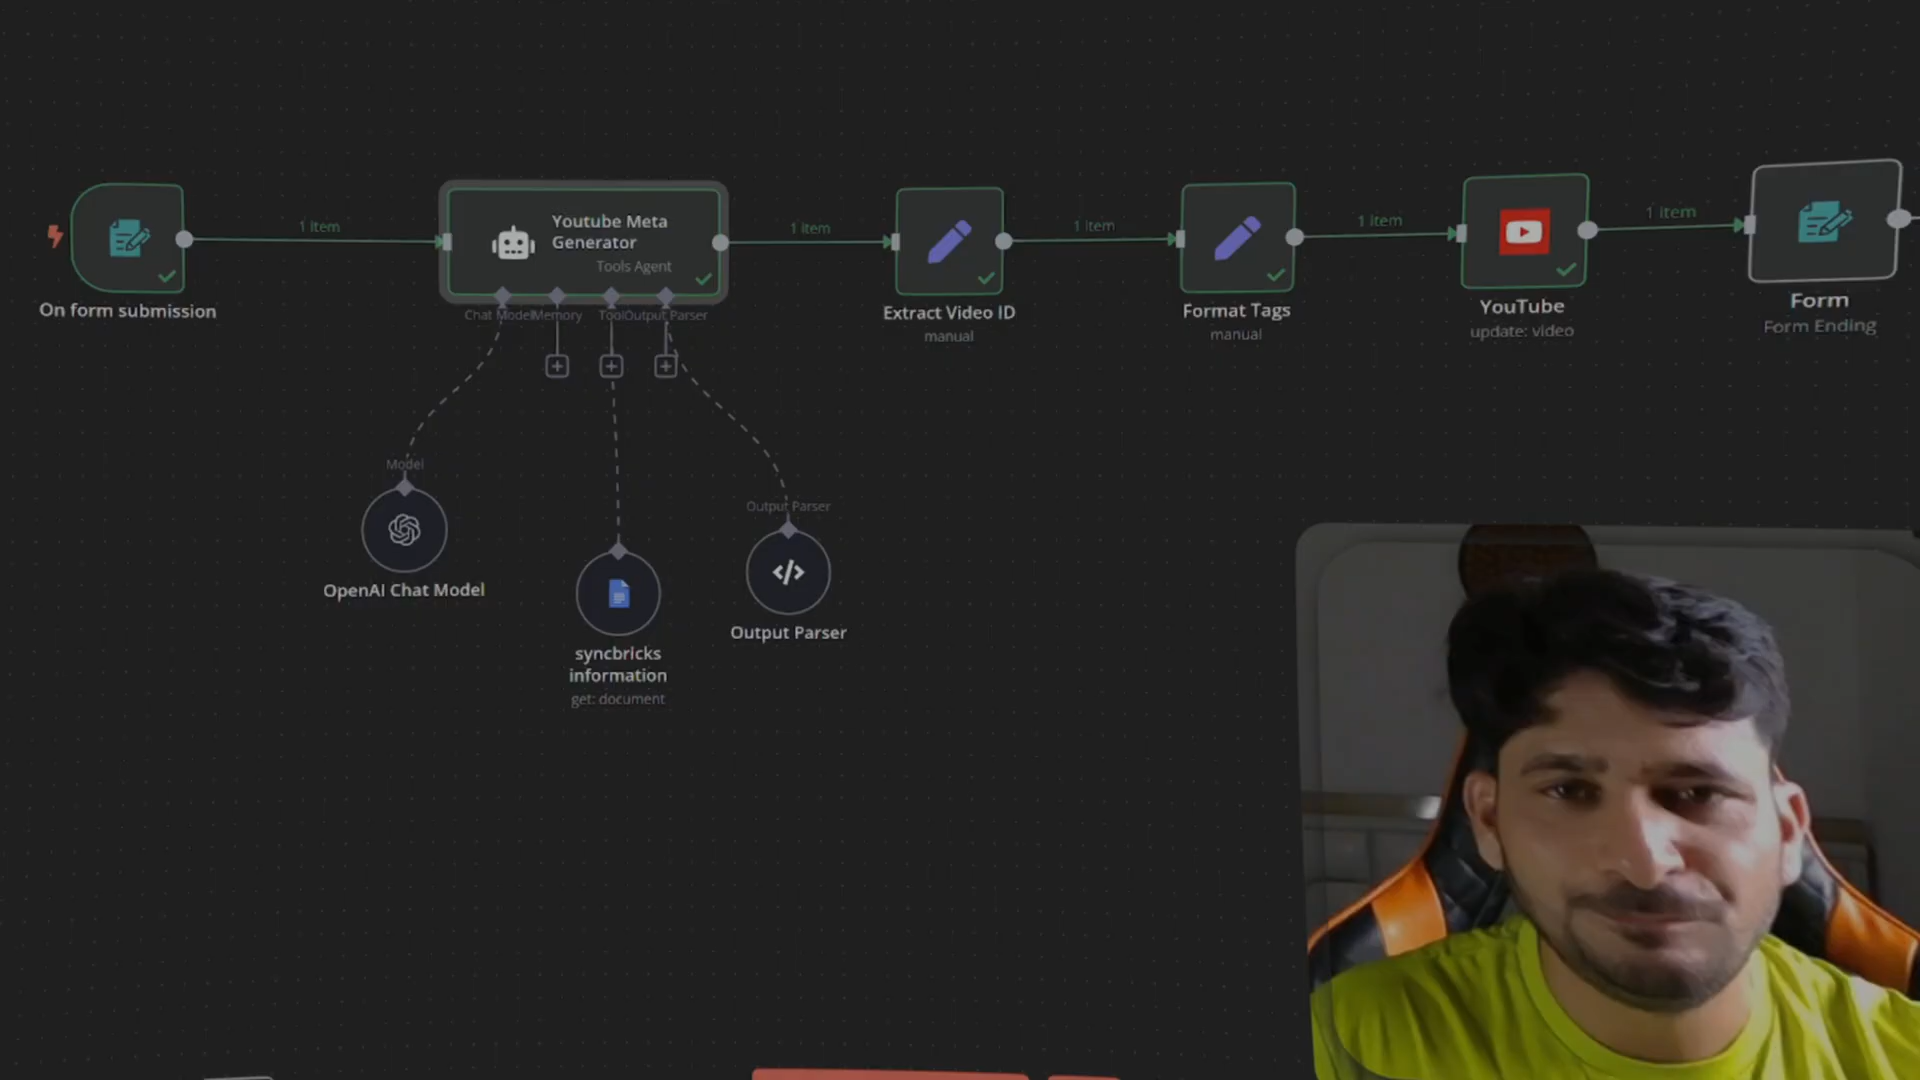 1 item
1 item
1 item
1 item
1 item
Youtube Meta
Generator
Tools Agent
On form submission
Chat Model
Memory
Tool
Output Parser
Extract Video ID
manual
Format Tags
manual
YouTube
update: video
Form
Form Ending
Model
OpenAI Chat Model
syncbricks
information
get: document
Output Parser
Output Parser